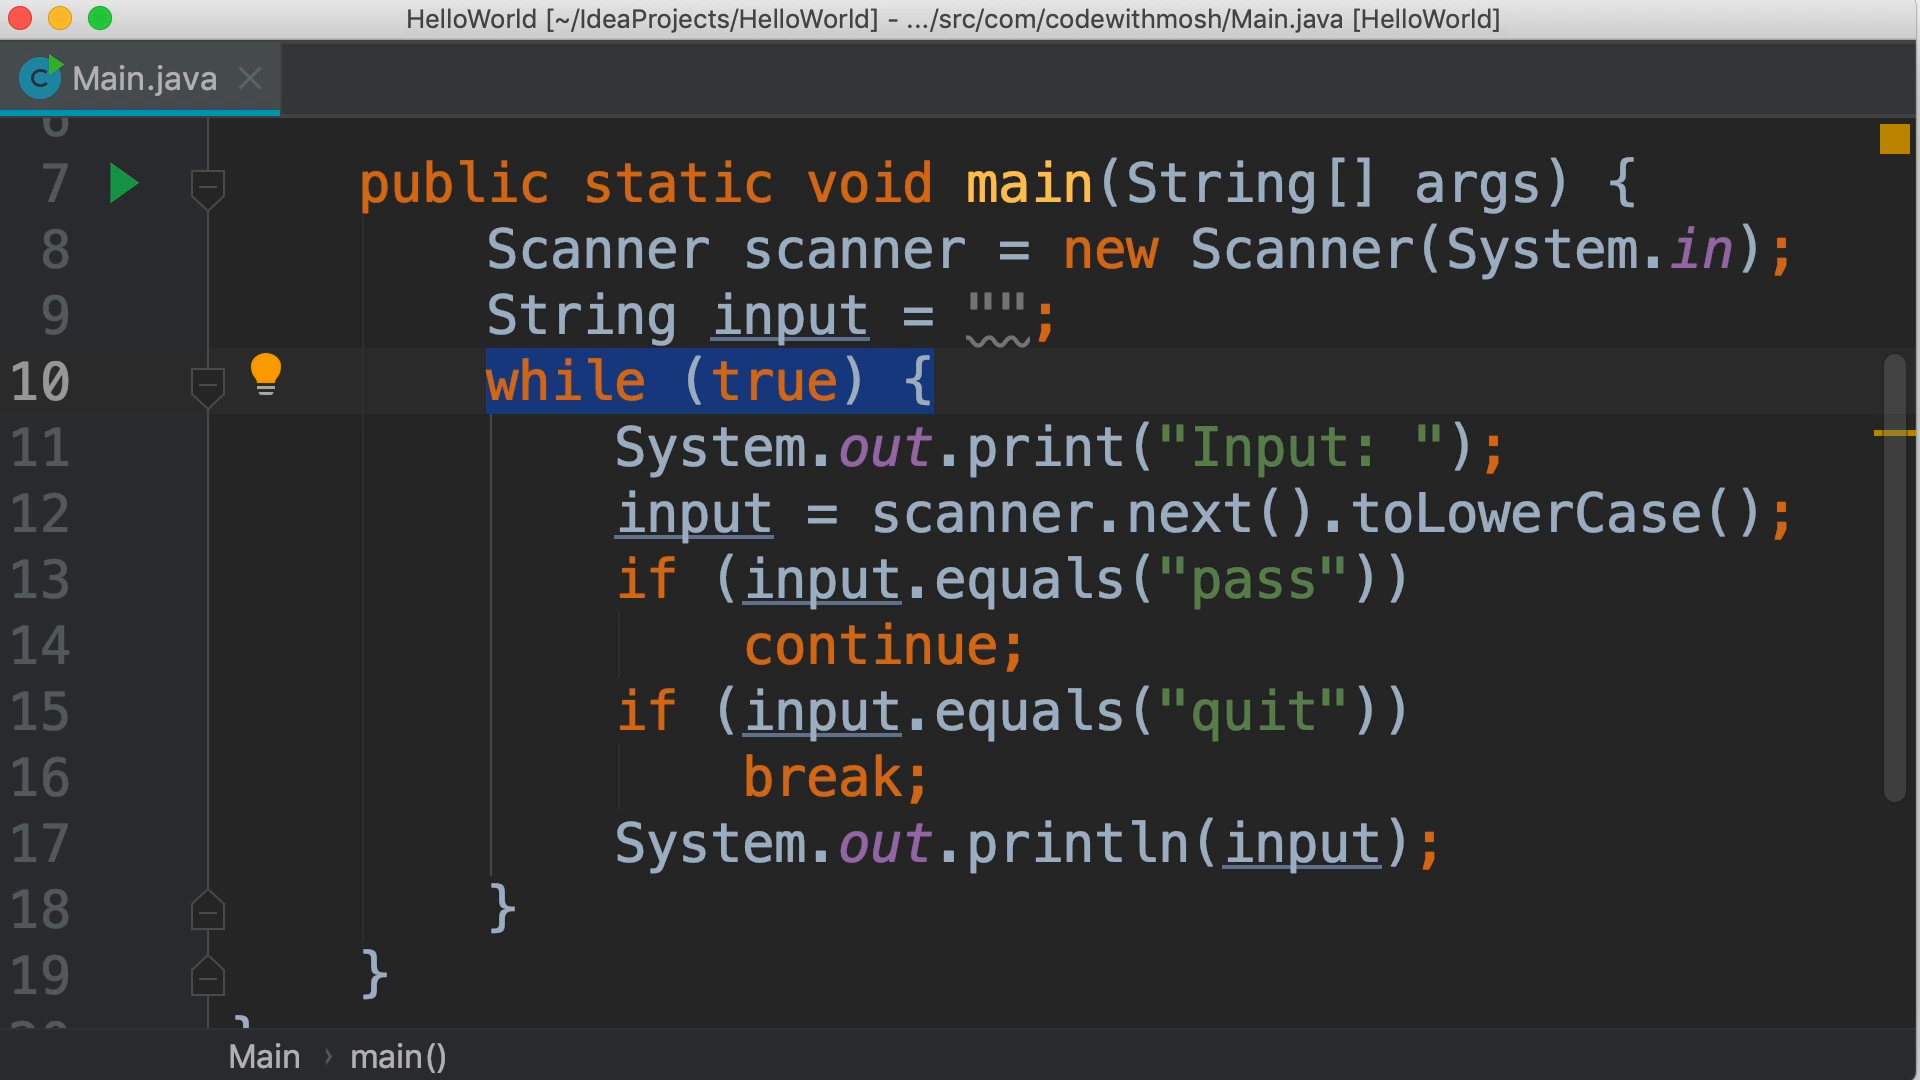 HelloWorld [~/IdeaProjects/HelloWorld] - .../src/com/codewithmosh/Main.java [HelloWorld]
Main.java
7 public static void main(String[] args) {
8 Scanner scanner = new Scanner(System.in);
9 String input = "";
10 while (true) {
11 System.out.print("Input: ");
12 input = scanner.next().toLowerCase();
13 if (input.equals("pass"))
14 continue;
15 if (input.equals("quit"))
16 break;
17 System.out.println(input);
18 }
19 }
Main › main()